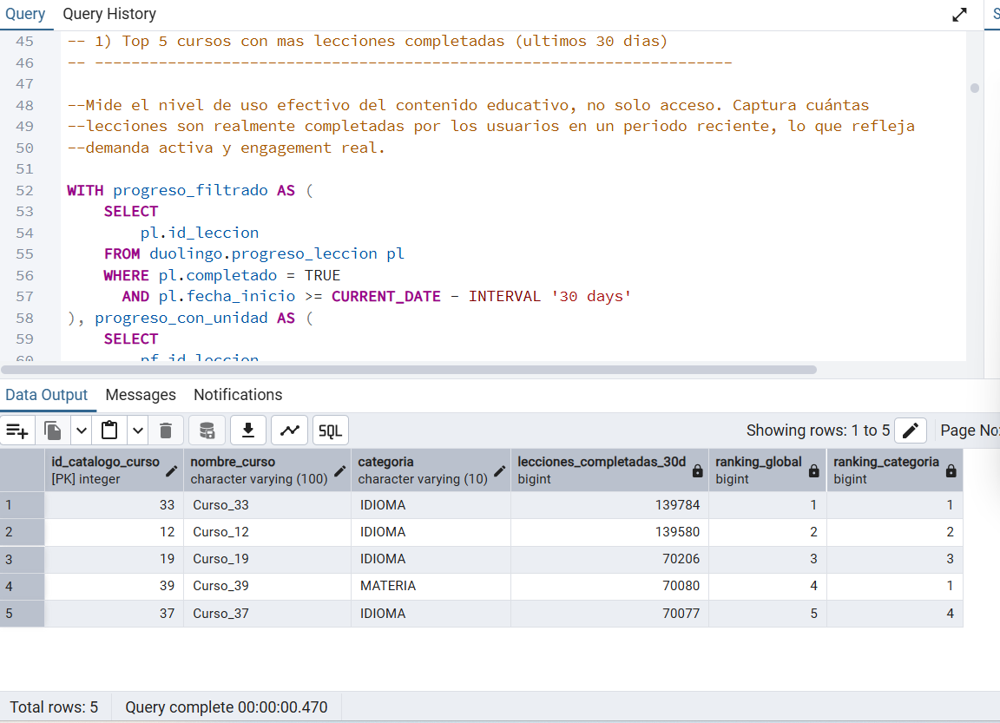 Query Query History S
45 -- 1) Top 5 cursos con mas lecciones completadas (ultimos 30 dias)
46 -- ----------------------------------------------------------------------
47
48 --Mide el nivel de uso efectivo del contenido educativo, no solo acceso. Captura cuántas
49 --lecciones son realmente completadas por los usuarios en un periodo reciente, lo que refleja
50 --demanda activa y engagement real.
51
52 WITH progreso_filtrado AS (
53 SELECT
54 pl.id_leccion
55 FROM duolingo.progreso_leccion pl
56 WHERE pl.completado = TRUE
57 AND pl.fecha_inicio >= CURRENT_DATE - INTERVAL '30 days'
58 ), progreso_con_unidad AS (
59 SELECT
60 pf.id_leccion
Data Output Messages Notifications
SQL Showing rows: 1 to 5 Page No:
id_catalogo_curso nombre_curso categoria lecciones_completadas_30d ranking_global ranking_categoria
[PK] integer character varying (100) character varying (10) bigint bigint bigint
1 33 Curso_33 IDIOMA 139784 1 1
2 12 Curso_12 IDIOMA 139580 2 2
3 19 Curso_19 IDIOMA 70206 3 3
4 39 Curso_39 MATERIA 70080 4 1
5 37 Curso_37 IDIOMA 70077 5 4
Total rows: 5 Query complete 00:00:00.470